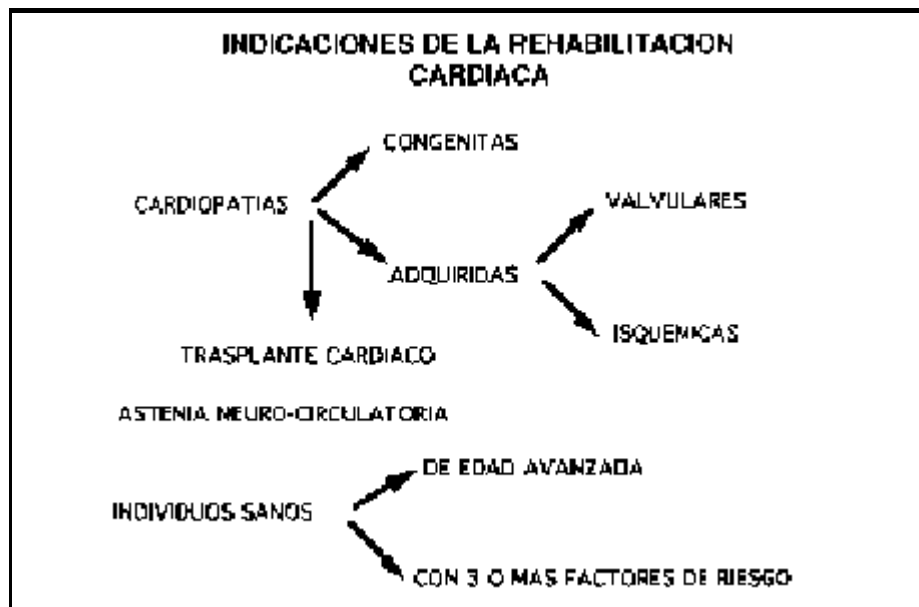 INDICACIONES DE LA REHABILITACION
CARDIACA
CONGENITAS
CARDIOPATIAS
VALVULARES
ADQUIRIDAS
ISQUEMICAS
TRASPLANTE CARDIACO
ASTENIA NEURO-CIRCULATORIA
DE EDAD AVANZADA
INDIVIDUOS SANOS
CON 3 O MAS FACTORES DE RIESGO